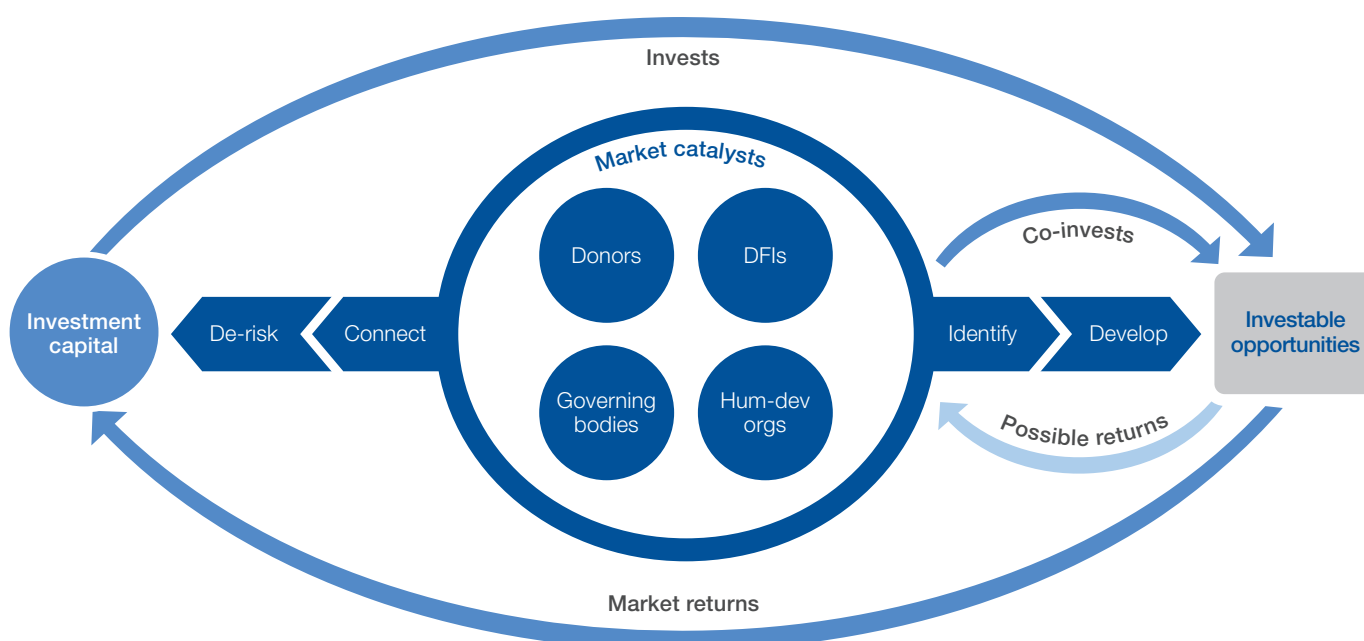 Invests
Market catalysts
Donors
DFIs
Co-invests
Investment
capital
De-risk
Connect
Identify
Develop
Investable
opportunities
Governing
bodies
Hum-dev
orgs
Possible returns
Market returns